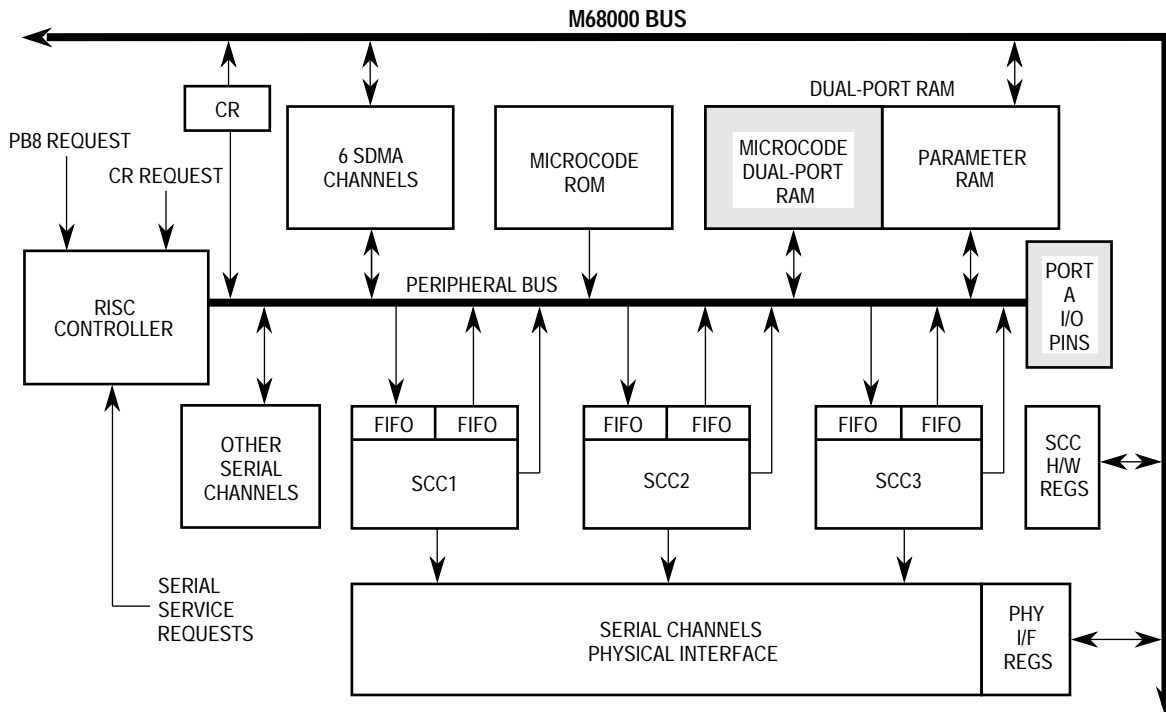 M68000 BUS
CR
DUAL-PORT RAM
PB8 REQUEST
CR REQUEST
6 SDMA
CHANNELS
MICROCODE
ROM
MICROCODE
DUAL-PORT
RAM
PARAMETER
RAM
RISC
CONTROLLER
PERIPHERAL BUS
PORT
A
I/O
PINS
OTHER
SERIAL
CHANNELS
FIFO
FIFO
SCC1
FIFO
FIFO
SCC2
FIFO
FIFO
SCC3
SCC
H/W
REGS
SERIAL
SERVICE
REQUESTS
SERIAL CHANNELS
PHYSICAL INTERFACE
PHY
I/F
REGS